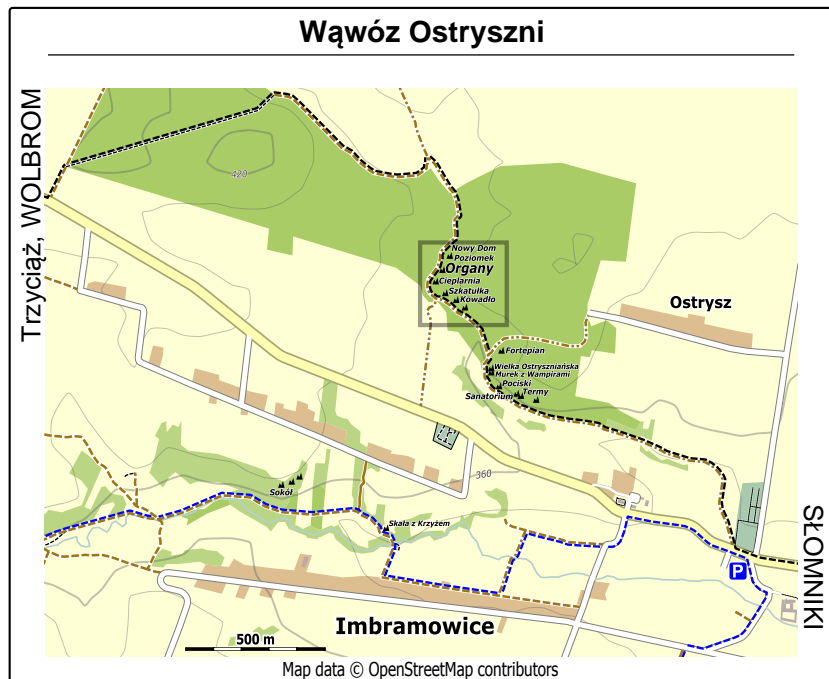 Wąwóz Ostryszni
Trzyciąż, WOLBROM
420
Nowy Dom
Poziomek
Organy
Cieplarnia
Szkatułka
Kowadło
Ostrysz
Fortepian
Wielka Ostryszniańska
Murek z Wampirami
Pociski
Sanatorium
Termy
360
Sokół
Skała z Krzyżem
SŁOMNIKI
P
Imbramowice
500 m
Map data © OpenStreetMap contributors